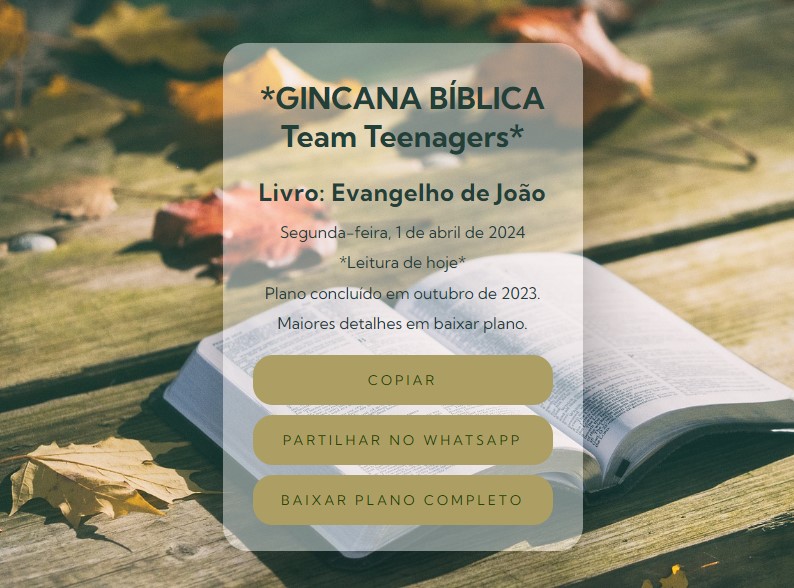 *GINCANA BÍBLICA
Team Teenagers*
Livro: Evangelho de João
Segunda-feira, 1 de abril de 2024
*Leitura de hoje*
Plano concluído em outubro de 2023.
Maiores detalhes em baixar plano.
COPIAR
PARTILHAR NO WHATSAPP
BAIXAR PLANO COMPLETO